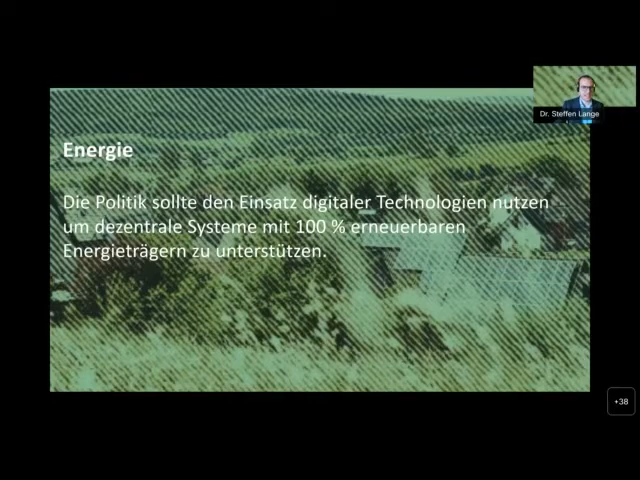 Dr. Steffen Lange
Energie
Die Politik sollte den Einsatz digitaler Technologien nutzen
um dezentrale Systeme mit 100 % erneuerbaren
Energieträgern zu unterstützen.
+38